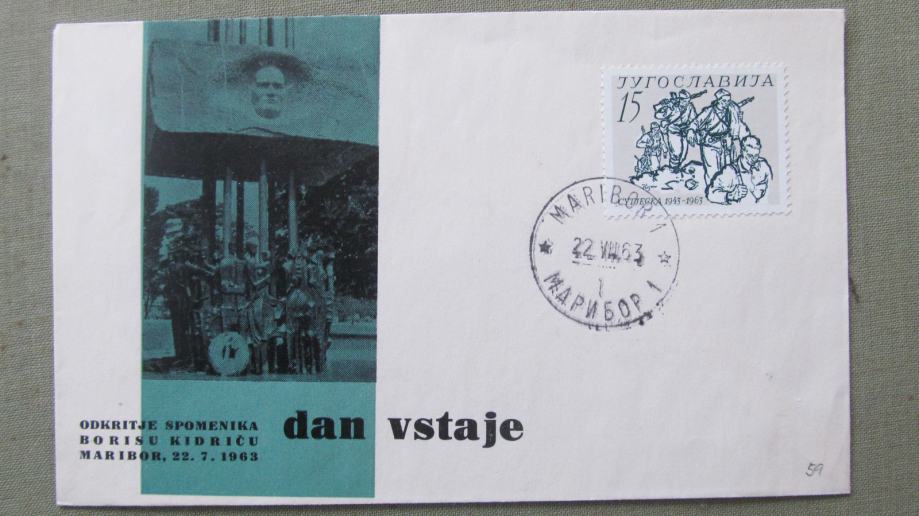 ЈУГОСЛАВИЈА
15
СУТЈЕСКА 1943-1963
MARIBOR 1
22 VII 63
1
МАРИБОР 1
dan vstaje
ODKRITJE SPOMENIKA
BORISU KIDRIČU
MARIBOR, 22. 7. 1963
59